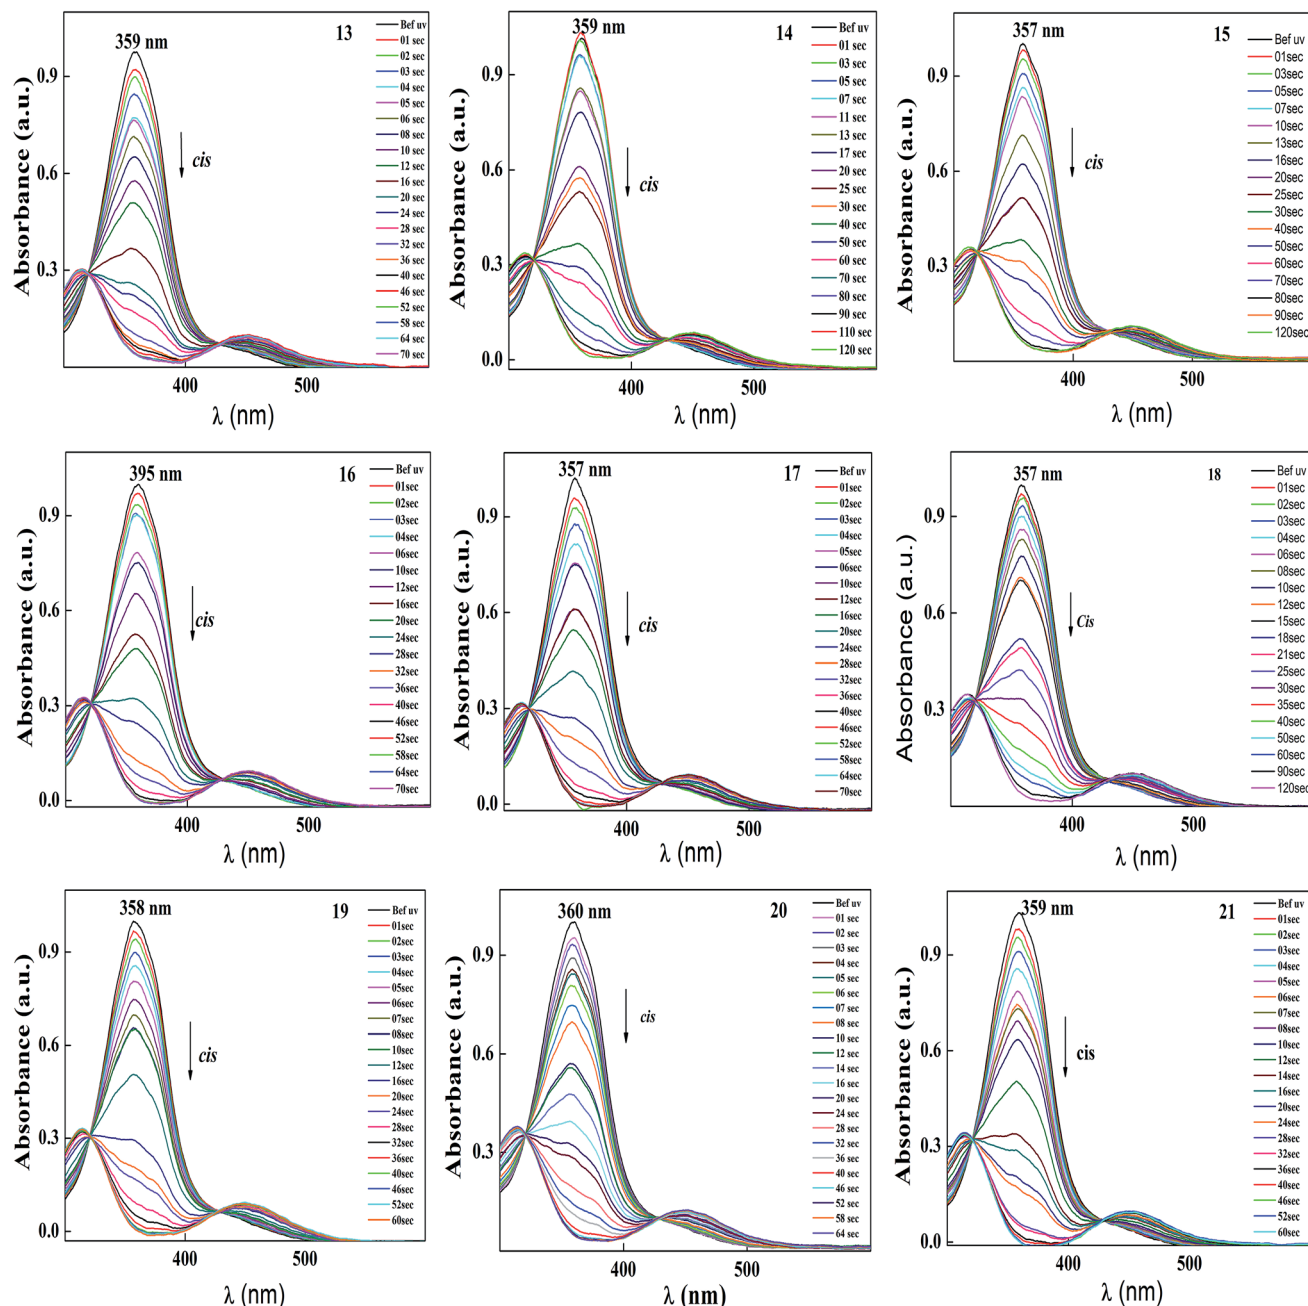 359 nm
13
Absorbance (a.u.)
0.9
0.6
0.3
cis
400
500
λ (nm)
Bef uv
01 sec
02 sec
03 sec
04 sec
05 sec
06 sec
08 sec
10 sec
12 sec
16 sec
20 sec
24 sec
28 sec
32 sec
36 sec
40 sec
46 sec
52 sec
58 sec
64 sec
70 sec
359 nm
14
Absorbance (a.u.)
0.9
0.6
0.3
0.0
cis
400
500
λ (nm)
Bef uv
01 sec
03 sec
05 sec
07 sec
11 sec
13 sec
17 sec
20 sec
25 sec
30 sec
40 sec
50 sec
60 sec
70 sec
80 sec
90 sec
110 sec
120 sec
357 nm
15
Absorbance (a.u.)
0.9
0.6
0.3
cis
400
500
λ (nm)
Bef uv
01sec
03sec
05sec
07sec
10sec
13sec
16sec
20sec
25sec
30sec
40sec
50sec
60sec
70sec
80sec
90sec
120sec
395 nm
16
Absorbance (a.u.)
0.9
0.6
0.3
0.0
cis
400
500
λ (nm)
Bef uv
01sec
02sec
03sec
04sec
06sec
10sec
12sec
16sec
20sec
24sec
28sec
32sec
36sec
40sec
46sec
52sec
58sec
64sec
70sec
357 nm
17
Absorbance (a.u.)
0.9
0.6
0.3
0.0
cis
400
500
λ (nm)
Bef uv
01sec
02sec
03sec
04sec
05sec
06sec
10sec
12sec
16sec
20sec
24sec
28sec
32sec
36sec
40sec
46sec
52sec
58sec
64sec
70sec
357 nm
18
Absorbance (a.u.)
0.9
0.6
0.3
Cis
400
500
λ (nm)
Bef uv
01sec
02sec
03sec
04sec
06sec
08sec
10sec
12sec
15sec
18sec
21sec
25sec
30sec
35sec
40sec
50sec
60sec
90sec
120sec
358 nm
19
Absorbance (a.u.)
0.9
0.6
0.3
0.0
cis
400
500
λ (nm)
Bef uv
01sec
02sec
03sec
04sec
05sec
06sec
07sec
08sec
10sec
12sec
16sec
20sec
24sec
28sec
32sec
36sec
40sec
46sec
52sec
60sec
360 nm
20
Absorbance (a.u.)
0.9
0.6
0.3
cis
400
500
λ (nm)
Bef uv
01 sec
02 sec
03 sec
04 sec
05 sec
06 sec
07 sec
08 sec
10 sec
12 sec
14 sec
16 sec
20 sec
24 sec
28 sec
32 sec
36 sec
40 sec
46 sec
52 sec
58 sec
64 sec
359 nm
21
Absorbance (a.u.)
0.9
0.6
0.3
0.0
cis
400
500
λ (nm)
Bef uv
01sec
02sec
03sec
04sec
05sec
06sec
07sec
08sec
10sec
12sec
14sec
16sec
20sec
24sec
28sec
32sec
36sec
40sec
46sec
52sec
60sec